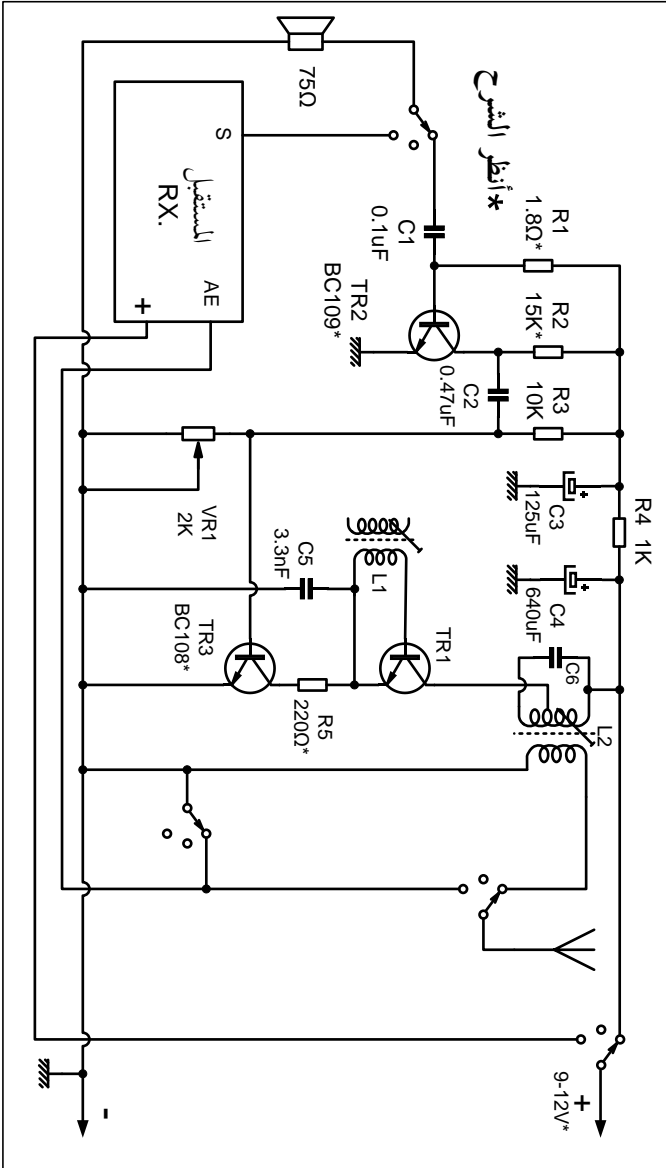 75Ω
S
المستقبل
RX.
AE
+
*أنظر الشرح
C1
0.1uF
R1
1.8Ω*
TR2
BC109*
R2
15K*
C2
0.47uF
R3
10K
VR1
2K
C3
125uF
+
R4 1K
C4
640uF
+
C5
3.3nF
L1
TR3
BC108*
R5
220Ω*
TR1
C6
L2
+
9-12V*
-